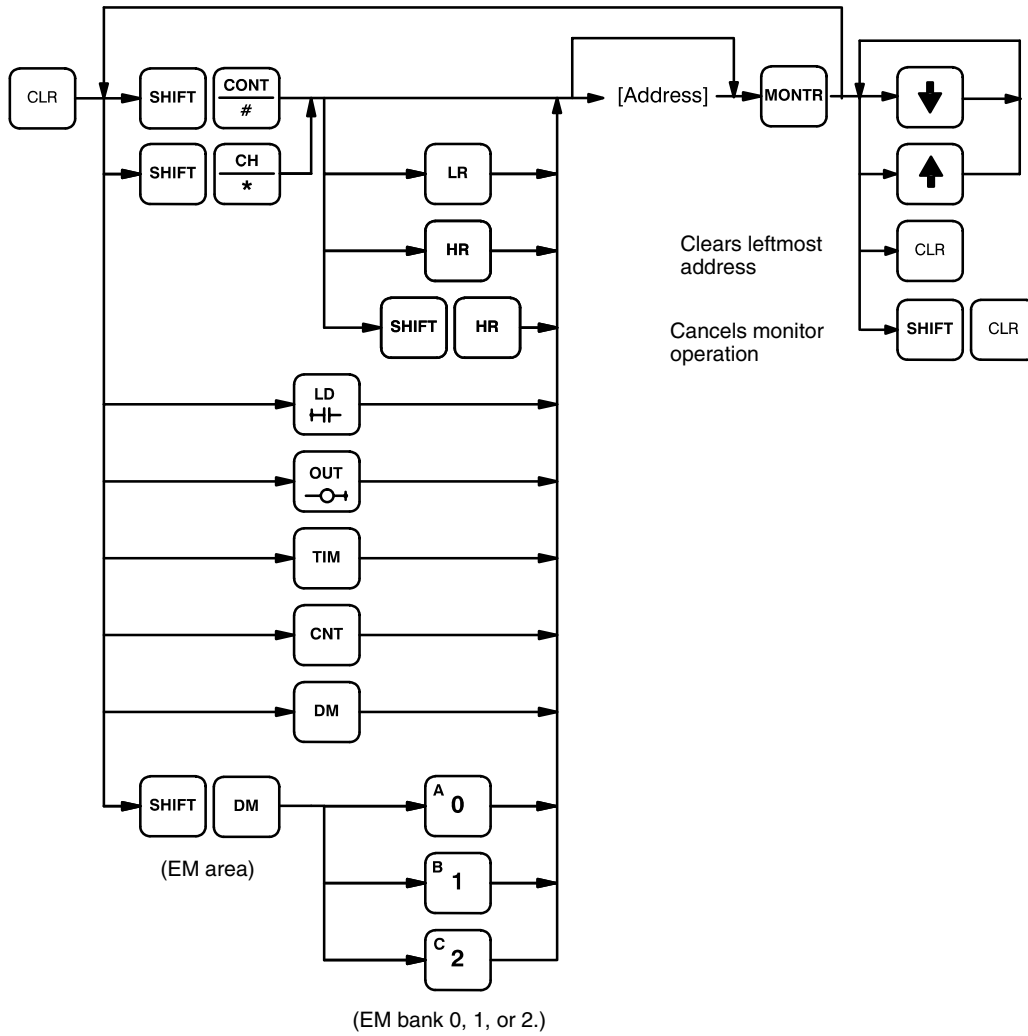 CLR
SHIFT
CONT
#
[Address]
MONTR
SHIFT
CH
*
LR
HR
Clears leftmost
address
CLR
SHIFT
HR
Cancels monitor
operation
SHIFT
CLR
LD
OUT
TIM
CNT
DM
SHIFT
DM
A
0
(EM area)
B
1
C
2
(EM bank 0, 1, or 2.)